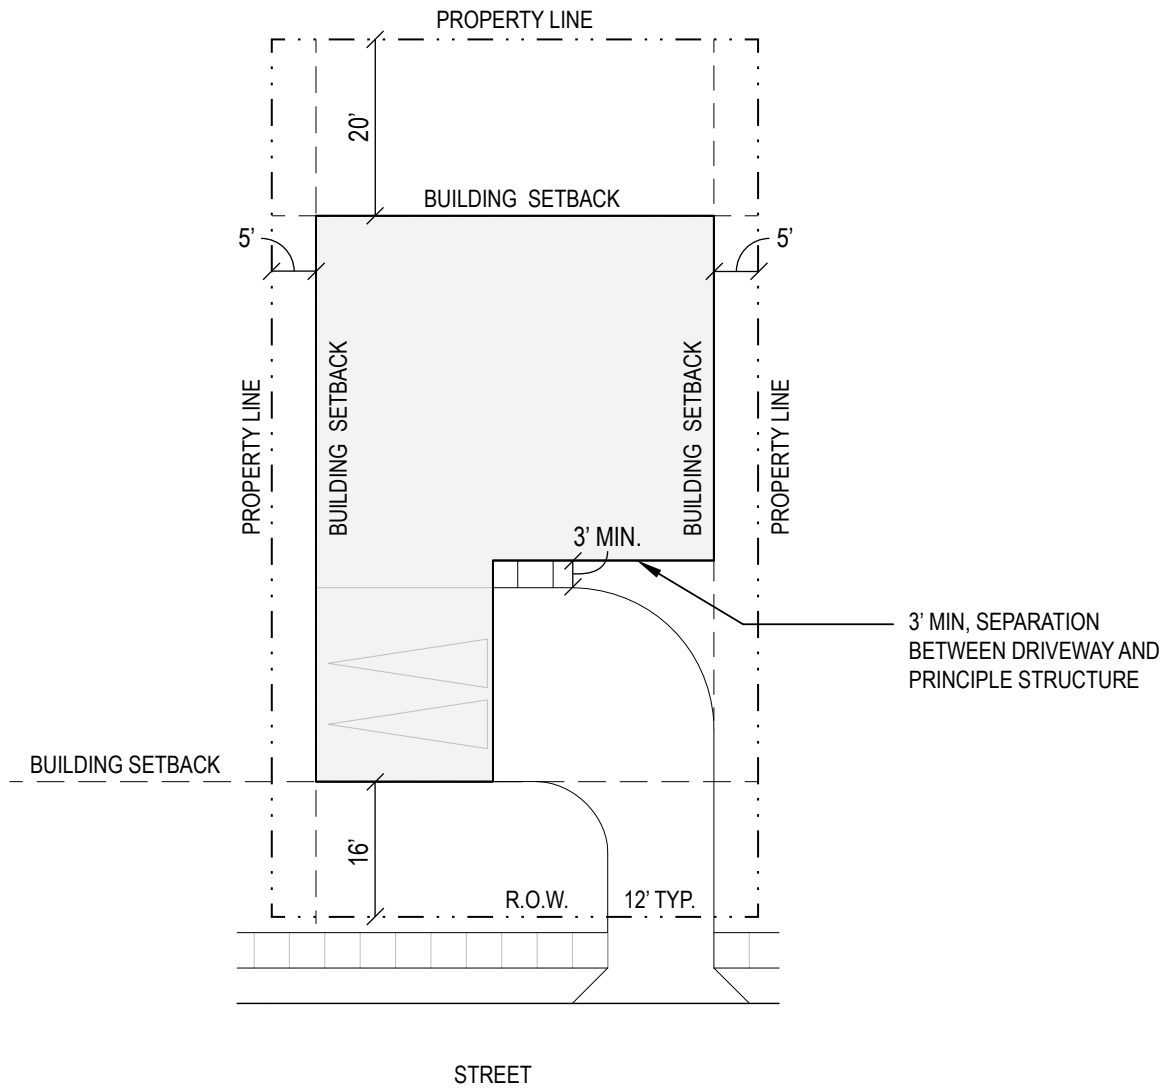 PROPERTY LINE
20’
BUILDING SETBACK
5’
5’
BUILDING SETBACK
BUILDING SETBACK
PROPERTY LINE
PROPERTY LINE
3’ MIN.
3’ MIN, SEPARATION
BETWEEN DRIVEWAY AND
PRINCIPLE STRUCTURE
BUILDING SETBACK
16’
R.O.W.
12’ TYP.
STREET